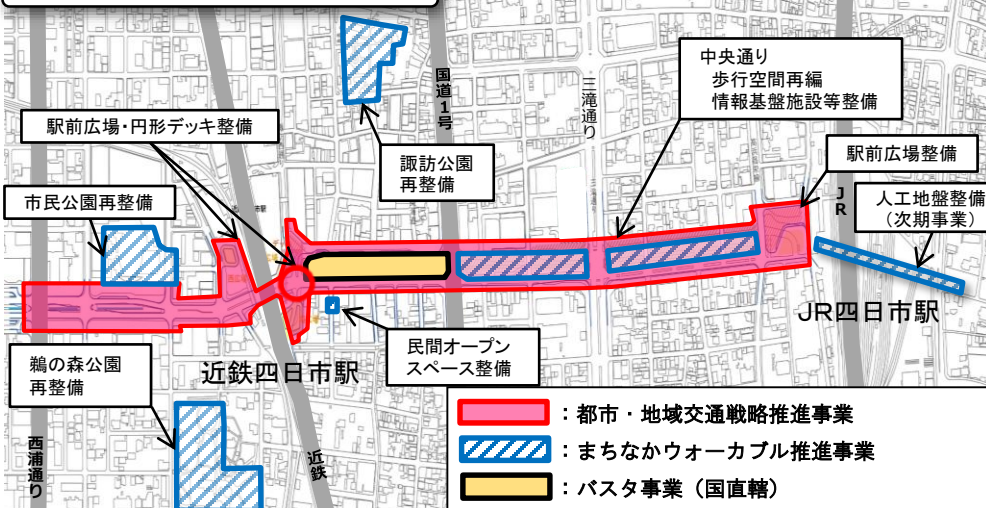 中央通り
歩行空間再編
情報基盤施設等整備
国道1号
三滝通り
駅前広場・円形デッキ整備
諏訪公園
再整備
駅前広場整備
JR
人工地盤整備
(次期事業)
市民公園再整備
JR四日市駅
鵜の森公園
再整備
近鉄四日市駅
民間オープン
スペース整備
西浦通り
近鉄
:都市・地域交通戦略推進事業
:まちなかウォーカブル推進事業
:バスタ事業(国直轄)